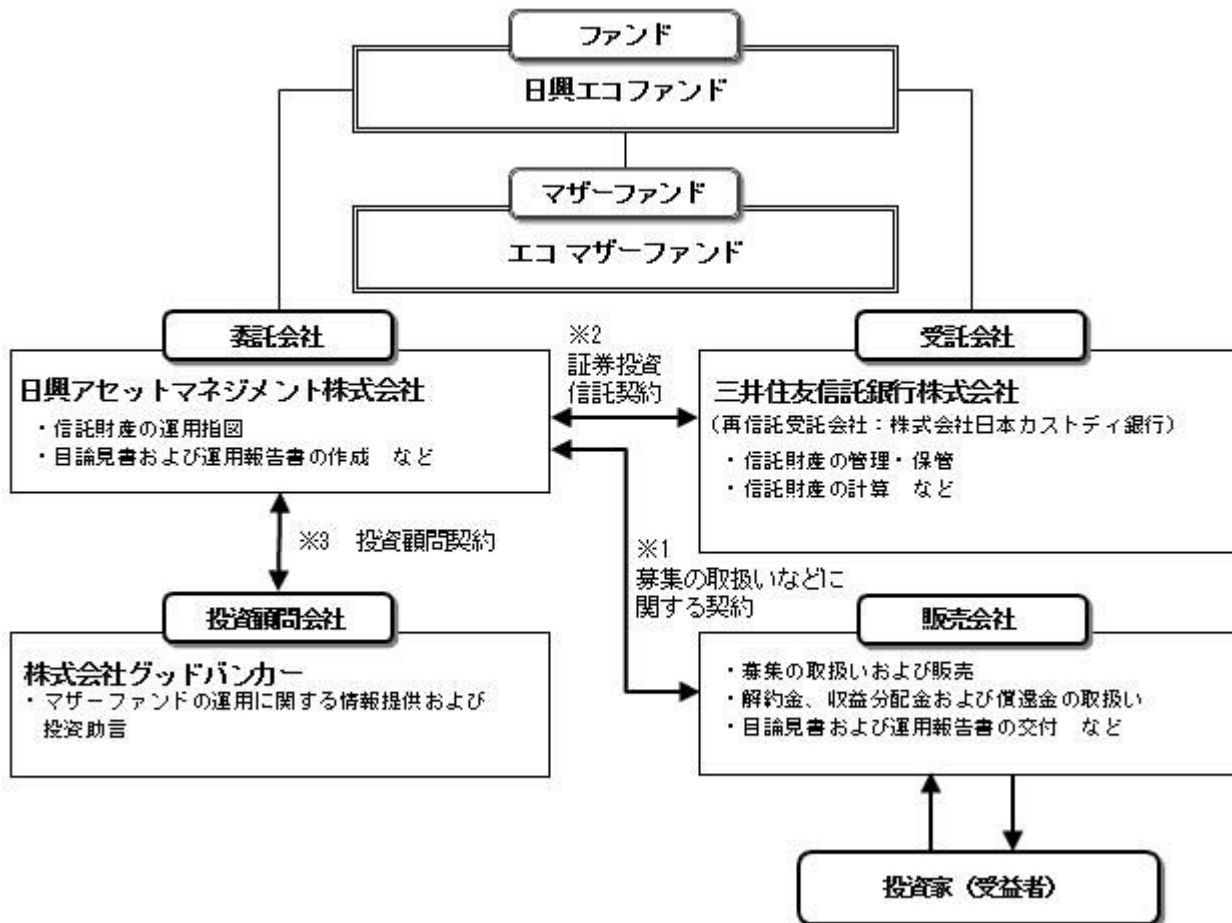 ファンド
日興エコファンド
マザーファンド
エコ マザーファンド
委託会社
日興アセットマネジメント株式会社
・信託財産の運用指図
・目論見書および運用報告書の作成　など
※2
証券投資
信託契約
受託会社
三井住友信託銀行株式会社
(再信託受託会社：株式会社日本カストディ銀行)
・信託財産の管理・保管
・信託財産の計算　など
※3　投資顧問契約
※1
募集の取扱いなどに
関する契約
投資顧問会社
株式会社グッドバンカー
・マザーファンドの運用に関する情報提供および
投資助言
販売会社
・募集の取扱いおよび販売
・解約金、収益分配金および償還金の取扱い
・目論見書および運用報告書の交付　など
投資家（受益者）